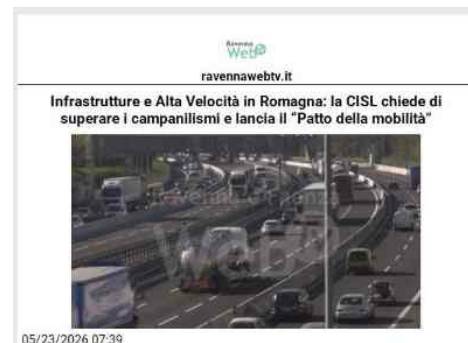 Ravenna
Web
ravennawebtv.it
Infrastrutture e Alta Velocità in Romagna: la CISL chiede di
superare i campanilismi e lancia il “Patto della mobilità”
Web
05/23/2026 07:39